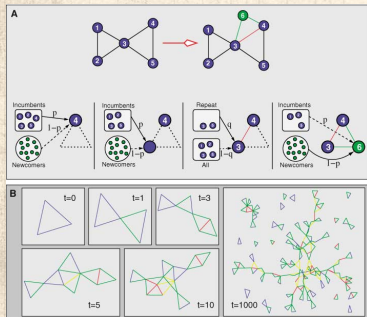 A
6
1
4
1
4
3
3
2
5
2
5
Incumbents
p
4
1-p
Newcomers
Incumbents
p
1-p
Newcomers
4
Repeat
q
4
3
1-q
All
Incumbents
p
4
3
6
Newcomers
1-p
B
t=0
t=1
t=3
t=5
t=10
t=1000